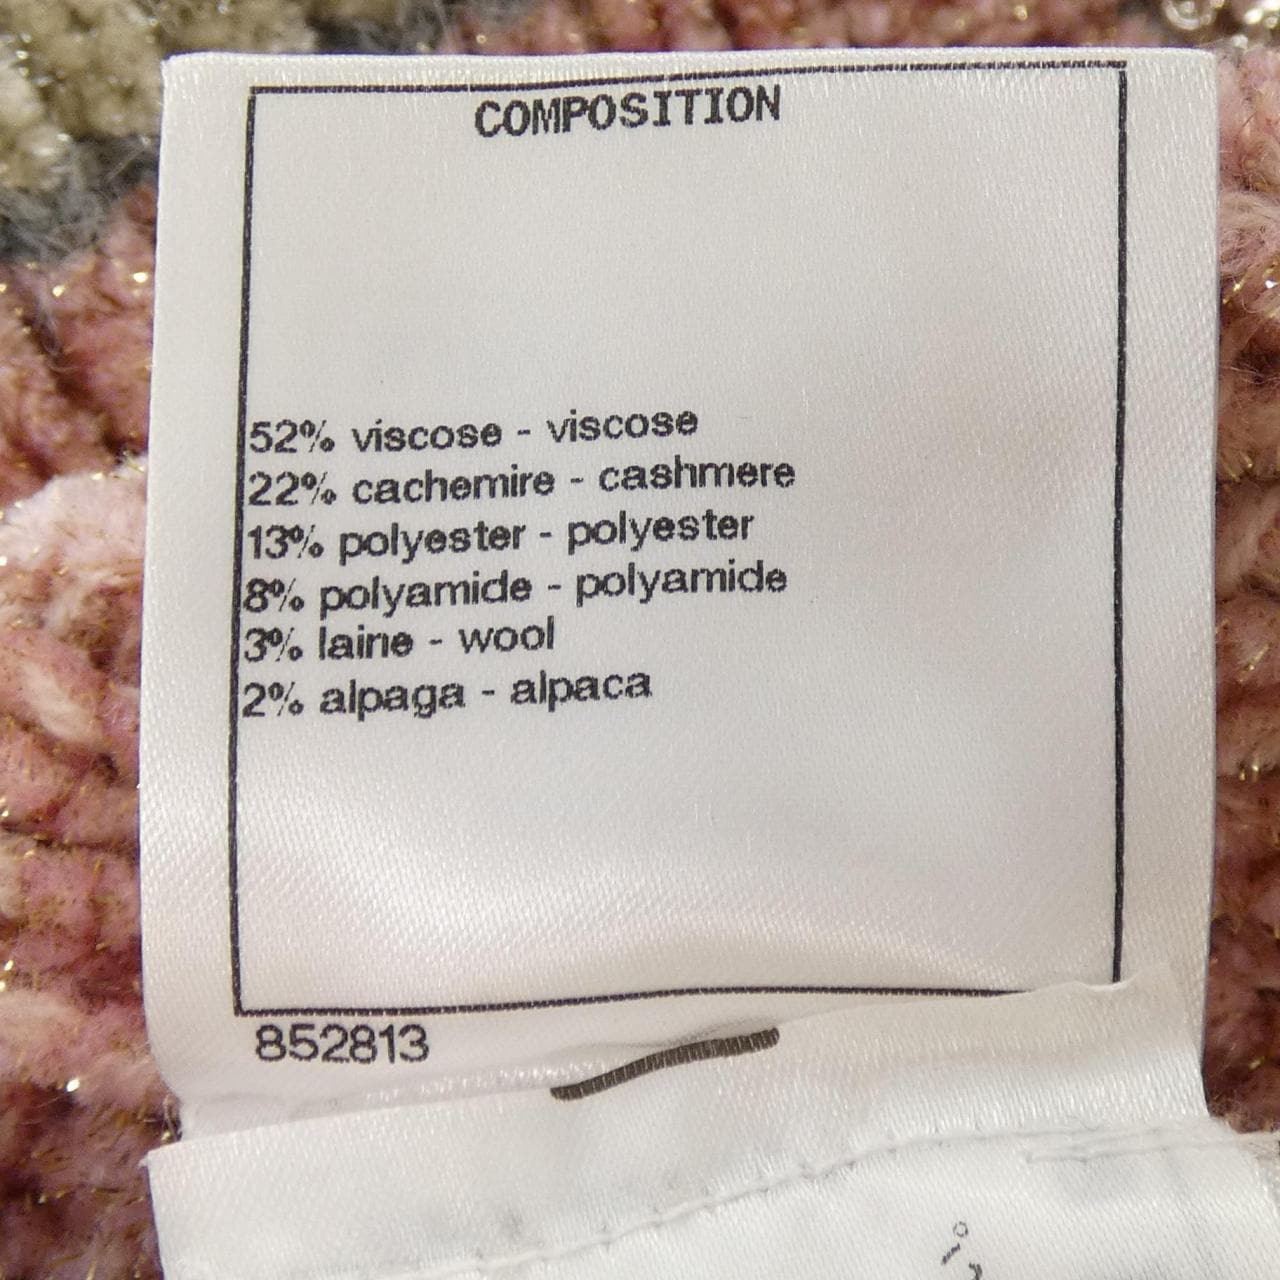 COMPOSITION
52% viscose - viscose
22% cachemire - cashmere
13% polyester - polyester
8% polyamide - polyamide
3% laine - wool
2% alpaga - alpaca
852813